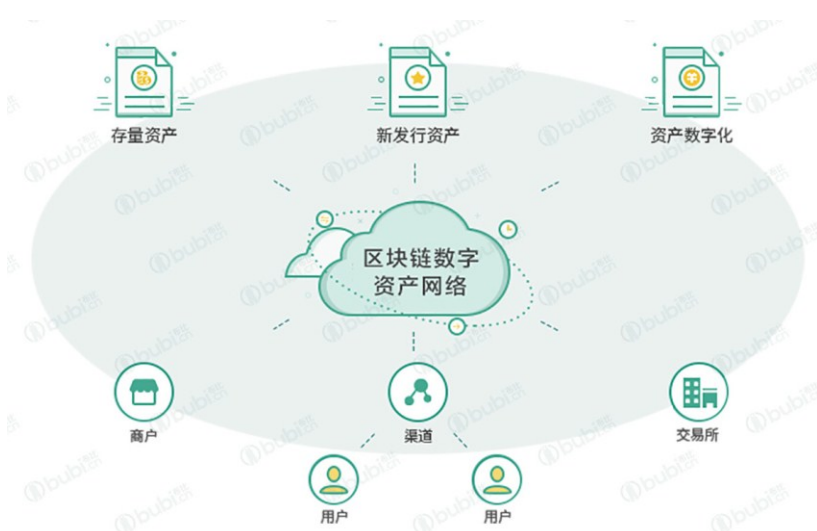 存量资产
新发行资产
资产数字化
区块链数字
资产网络
商户
渠道
交易所
用户
用户
bubi